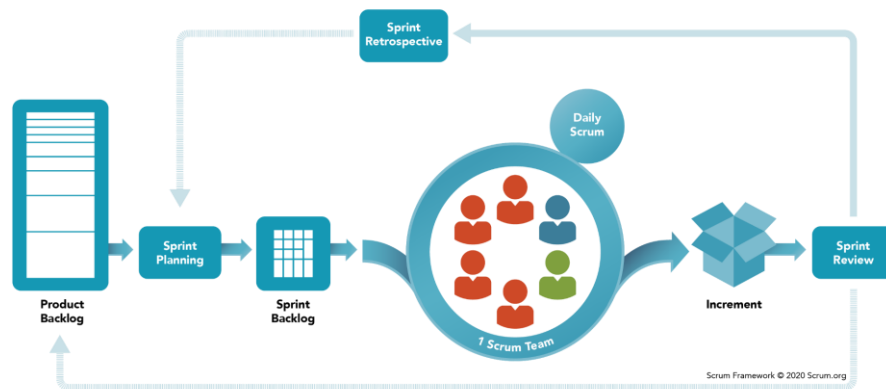 Sprint
Retrospective
Daily
Scrum
Sprint
Planning
Sprint
Review
Product
Backlog
Sprint
Backlog
Increment
1 Scrum Team
Scrum Framework © 2020 Scrum.org